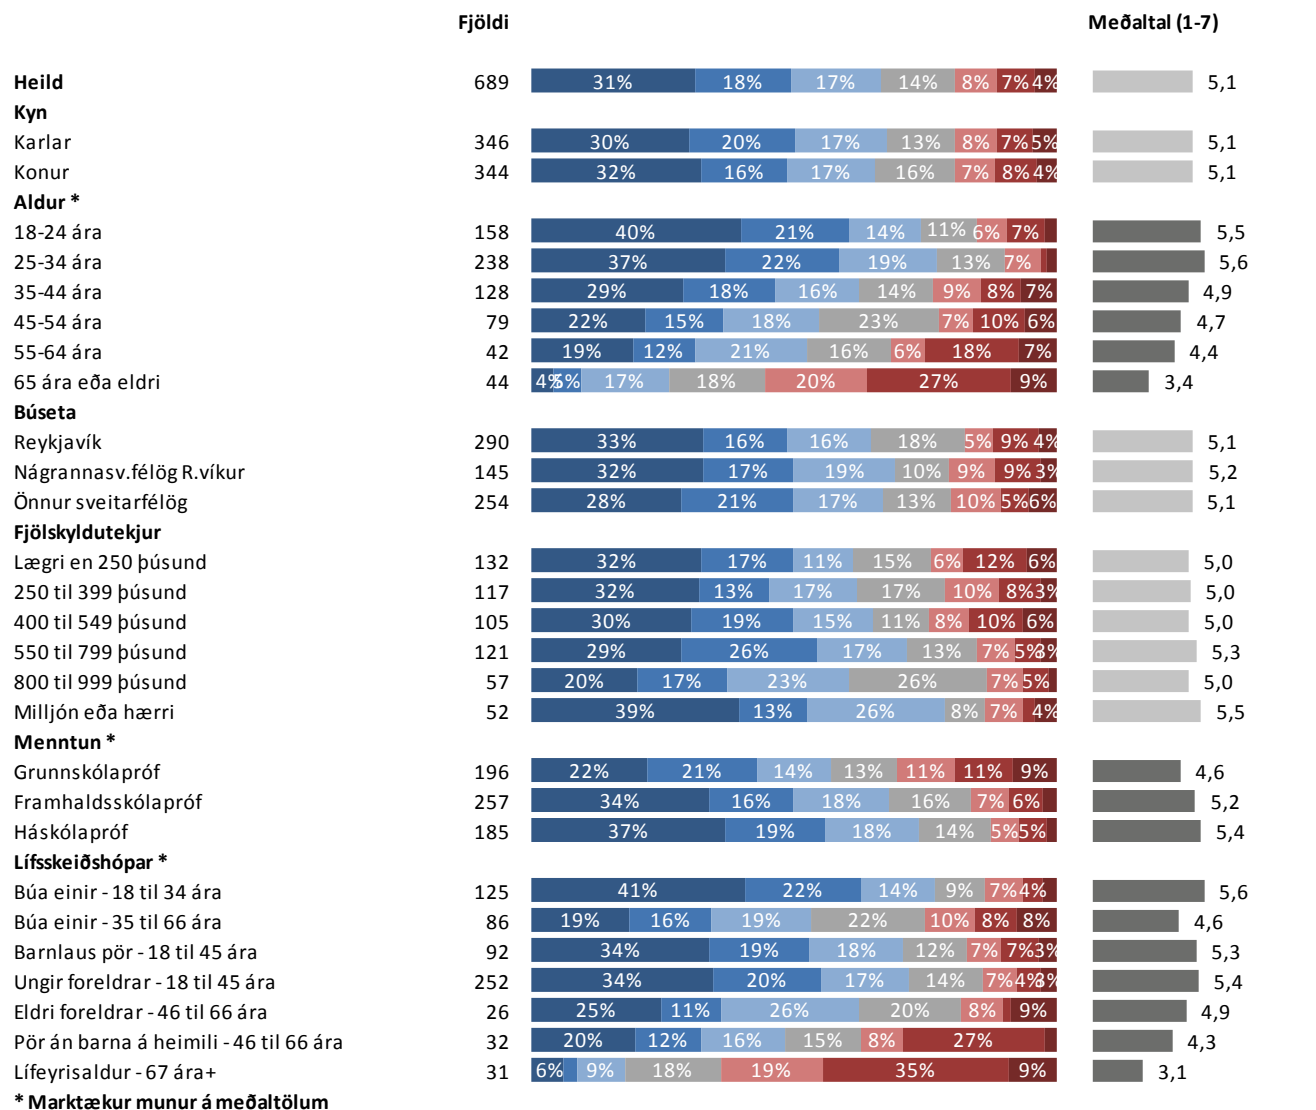 Fjöldi Meðaltal (1-7)
Heild 689 31% 18% 17% 14% 8% 7% 4% 5,1
Kyn
Karlar 346 30% 20% 17% 13% 8% 7% 5% 5,1
Konur 344 32% 16% 17% 16% 7% 8% 4% 5,1
Aldur *
18-24 ára 158 40% 21% 14% 11% 6% 7% 5,5
25-34 ára 238 37% 22% 19% 13% 7% 5,6
35-44 ára 128 29% 18% 16% 14% 9% 8% 7% 4,9
45-54 ára 79 22% 15% 18% 23% 7% 10% 6% 4,7
55-64 ára 42 19% 12% 21% 16% 6% 18% 7% 4,4
65 ára eða eldri 44 4% 5% 17% 18% 20% 27% 9% 3,4
Búseta
Reykjavík 290 33% 16% 16% 18% 5% 9% 4% 5,1
Nágrannasv.félög R.víkur 145 32% 17% 19% 10% 9% 9% 3% 5,2
Önnur sveitarfélög 254 28% 21% 17% 13% 10% 5% 6% 5,1
Fjölskyldutekjur
Lægri en 250 þúsund 132 32% 17% 11% 15% 6% 12% 6% 5,0
250 til 399 þúsund 117 32% 13% 17% 17% 10% 8% 3% 5,0
400 til 549 þúsund 105 30% 19% 15% 11% 8% 10% 6% 5,0
550 til 799 þúsund 121 29% 26% 17% 13% 7% 5% 3% 5,3
800 til 999 þúsund 57 20% 17% 23% 26% 7% 5% 5,0
Milljón eða hærri 52 39% 13% 26% 8% 7% 4% 5,5
Menntun *
Grunnskólapróf 196 22% 21% 14% 13% 11% 11% 9% 4,6
Framhaldsskólapróf 257 34% 16% 18% 16% 7% 6% 5,2
Háskólapróf 185 37% 19% 18% 14% 5% 5% 5,4
Lífsskeiðshópar *
Búa einir - 18 til 34 ára 125 41% 22% 14% 9% 7% 4% 5,6
Búa einir - 35 til 66 ára 86 19% 16% 19% 22% 10% 8% 8% 4,6
Barnlaus pör - 18 til 45 ára 92 34% 19% 18% 12% 7% 7% 3% 5,3
Ungir foreldrar - 18 til 45 ára 252 34% 20% 17% 14% 7% 4% 3% 5,4
Eldri foreldrar - 46 til 66 ára 26 25% 11% 26% 20% 8% 9% 4,9
Pör án barna á heimili - 46 til 66 ára 32 20% 12% 16% 15% 8% 27% 4,3
Lífeyrisaldur - 67 ára+ 31 6% 9% 18% 19% 35% 9% 3,1
* Marktækur munur á meðaltölum